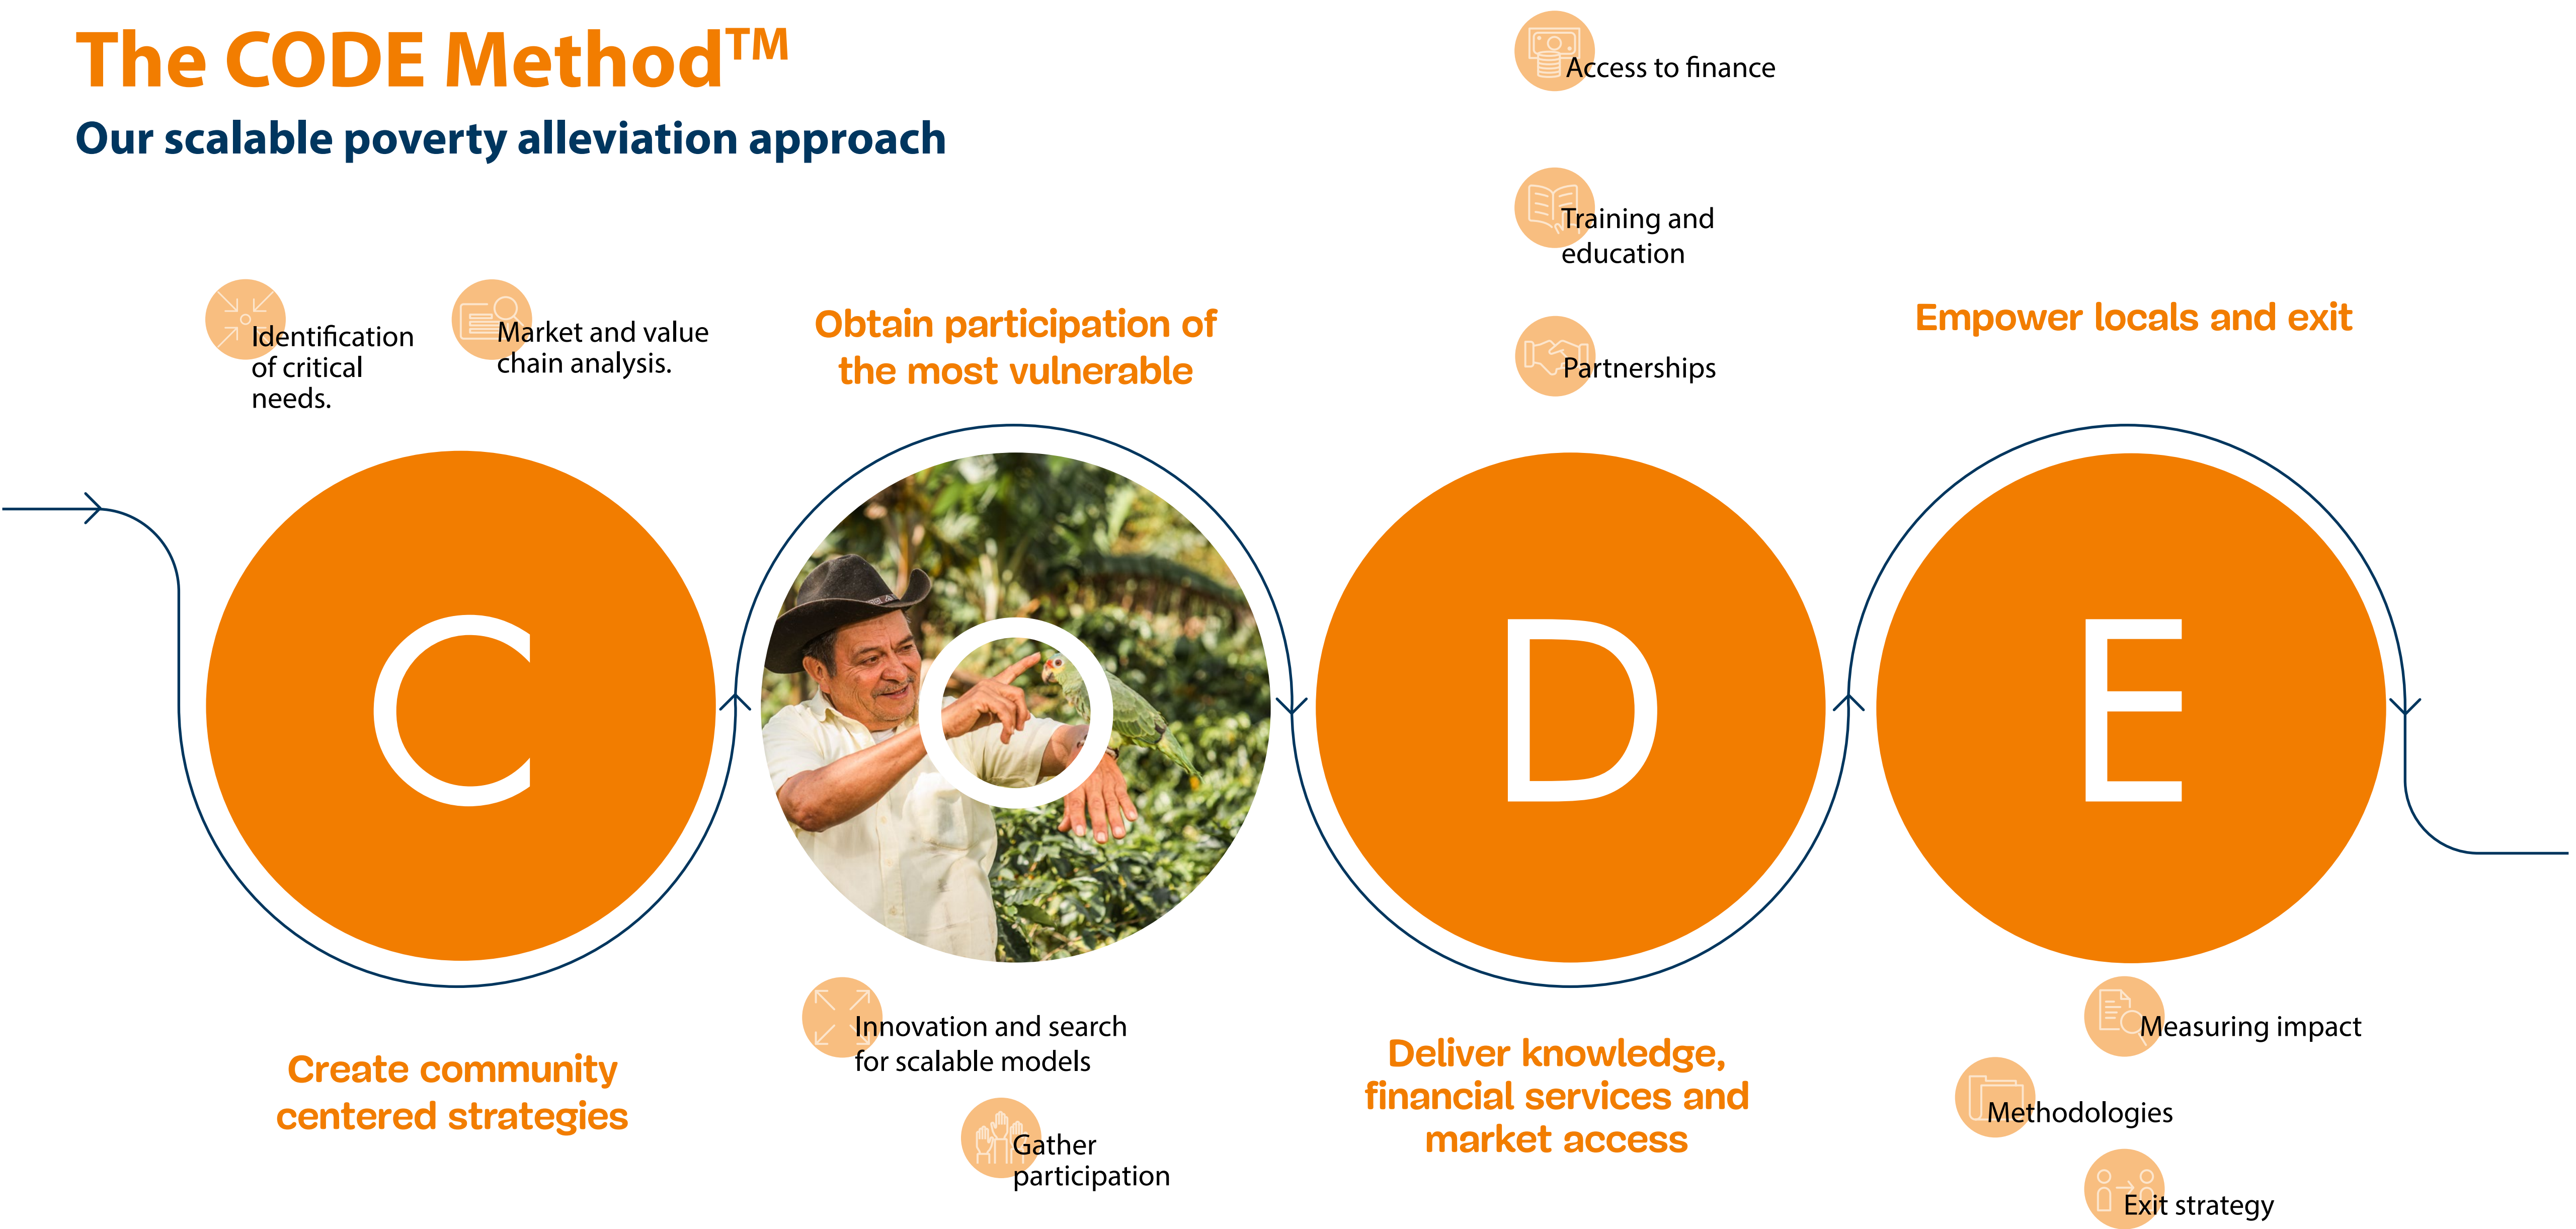 The CODE Method™
Our scalable poverty alleviation approach
Identification
of critical
needs.
Market and value
chain analysis.
C
Create community
centered strategies
Obtain participation of
the most vulnerable
O
Innovation and search
for scalable models
Gather
participation
Access to finance
Training and
education
Partnerships
D
Deliver knowledge,
financial services and
market access
Empower locals and exit
E
Measuring impact
Methodologies
Exit strategy